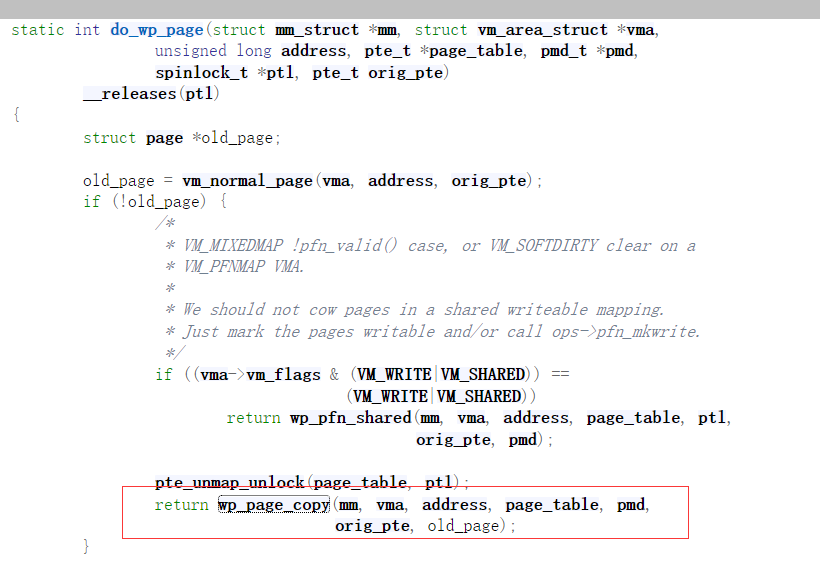 static int do_wp_page(struct mm_struct *mm, struct vm_area_struct *vma,
unsigned long address, pte_t *page_table, pmd_t *pmd,
spinlock_t *ptl, pte_t orig_pte)
__releases(ptl)
{
struct page *old_page;
old_page = vm_normal_page(vma, address, orig_pte);
if (!old_page) {
/*
* VM_MIXEDMAP !pfn_valid() case, or VM_SOFTDIRTY clear on a
* VM_PFNMAP VMA.
*
* We should not cow pages in a shared writeable mapping.
* Just mark the pages writable and/or call ops->pfn_mkwrite.
*/
if ((vma->vm_flags & (VM_WRITE|VM_SHARED)) ==
(VM_WRITE|VM_SHARED))
return wp_pfn_shared(mm, vma, address, page_table, ptl,
orig_pte, pmd);
pte_unmap_unlock(page_table, ptl);
return wp_page_copy(mm, vma, address, page_table, pmd,
orig_pte, old_page);
}